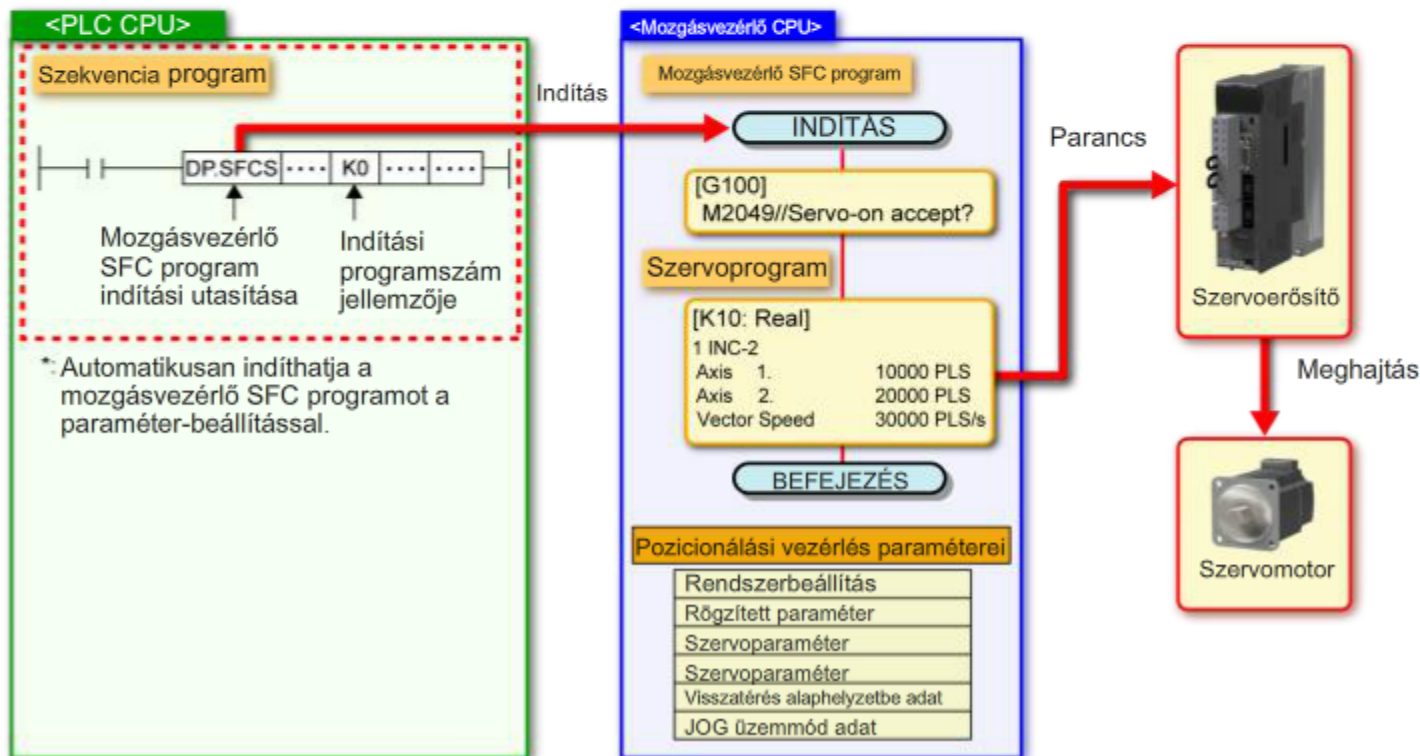 <PLC CPU>
Szekvencia program
DP.SFCS
K0
Mozgásvezérlő
SFC program
indítási utasítása
Indítási
programszám
jellemzője
*: Automatikusan indíthatja a
mozgásvezérlő SFC programot a
paraméter-beállítással.
Indítás
<Mozgásvezérlő CPU>
Mozgásvezérlő SFC program
INDÍTÁS
[G100]
M2049//Servo-on accept?
Szervoprogram
[K10: Real]
1 INC-2
Axis 1. 10000 PLS
Axis 2. 20000 PLS
Vector Speed 30000 PLS/s
BEFEJEZÉS
Pozicionálási vezérlés paraméterei
Rendszerbeállítás
Rögzített paraméter
Szervoparaméter
Szervoparaméter
Visszatérés alaphelyzetbe adat
JOG üzemmód adat
Parancs
Szervoerősítő
Meghajtás
Szervomotor